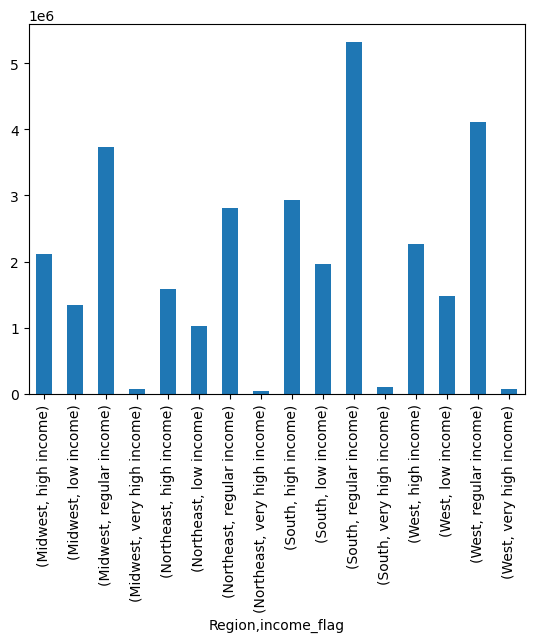 1e6
5
4
3
2
1
0
(Midwest, high income)
(Midwest, low income)
(Midwest, regular income)
(Midwest, very high income)
(Northeast, high income)
(Northeast, low income)
(Northeast, regular income)
(Northeast, very high income)
(South, high income)
(South, low income)
(South, regular income)
(South, very high income)
(West, high income)
(West, low income)
(West, regular income)
(West, very high income)
Region,income_flag